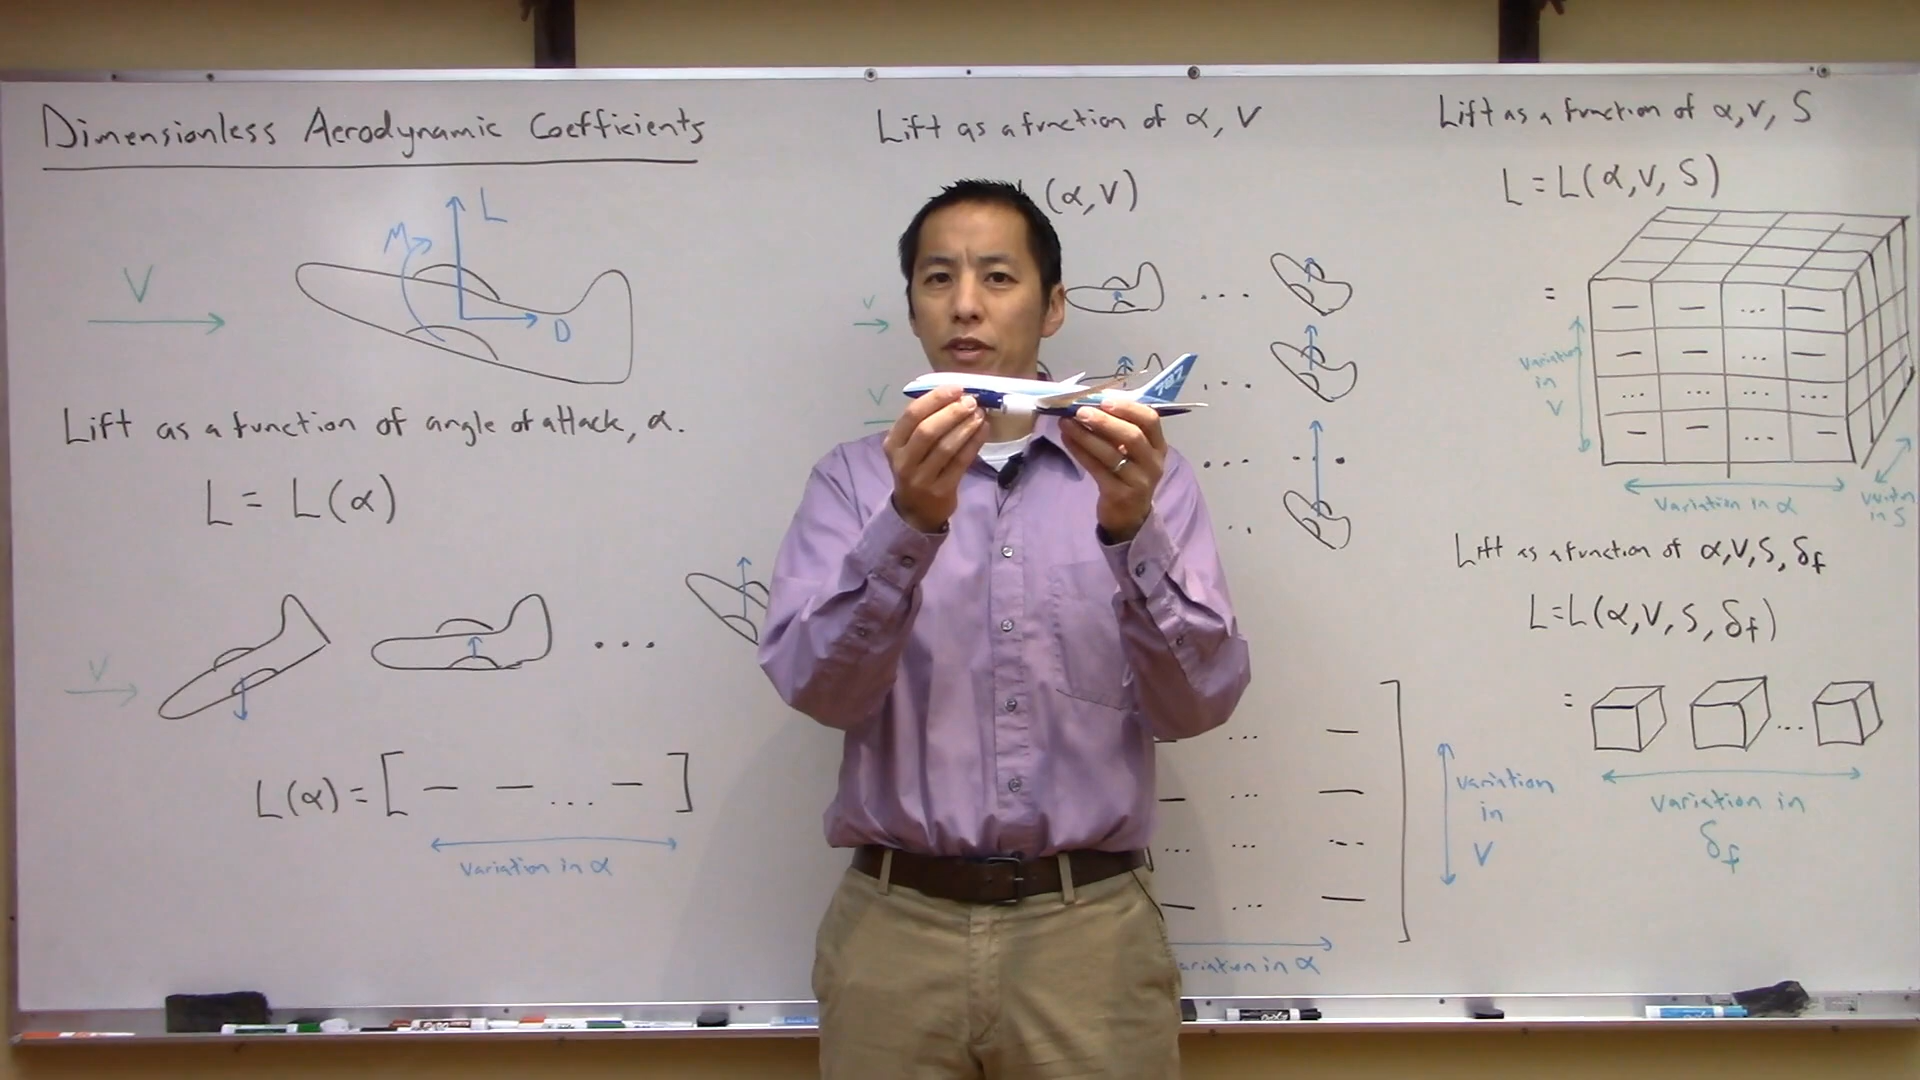 Dimensionless Aerodynamic Coefficients
L
M
V
D
Lift as a function of angle of attack, α.
L = L(α)
V
L(α) = [ — — ... — ]
variation in α
Lift as a function of α, V
(α, V)
V
...
V
...
787
...
variation in V
Lift as a function of α, V, S
L = L(α, V, S)
=
— — ... —
— — ... —
... ... ... ...
— — ... —
Variation in V
Variation in α
in S
Lift as a function of α, V, S, δf
L = L(α, V, S, δf)
=
...
Variation in δf